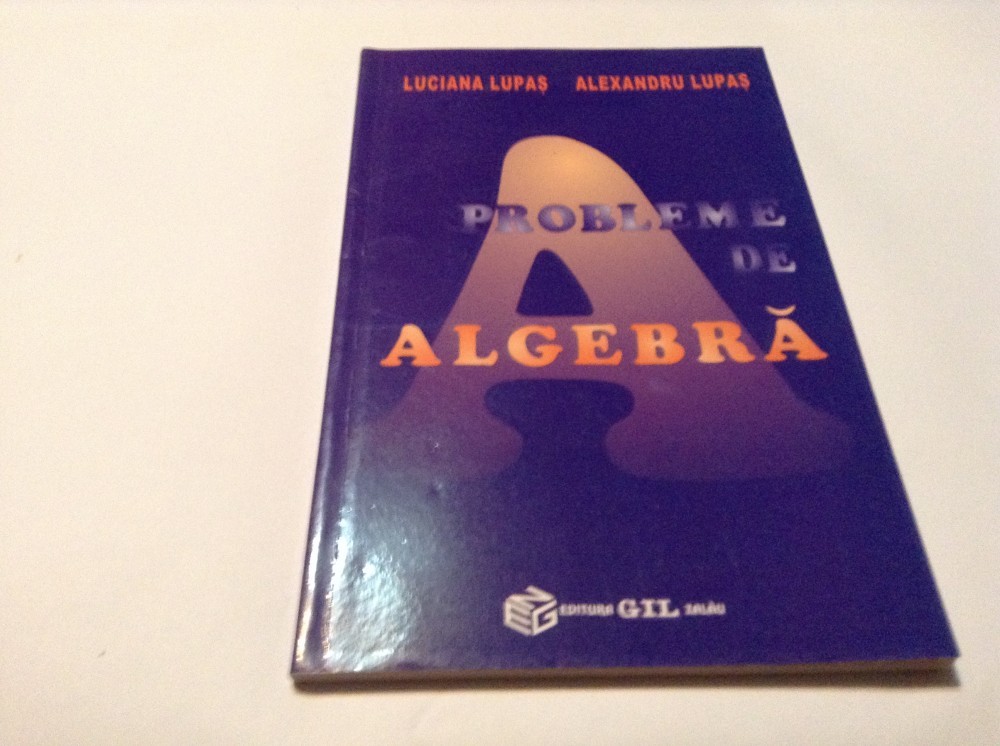 LUCIANA LUPAȘ ALEXANDRU LUPAȘ
PROBLEME
DE
ALGEBRĂ
EDITURA GIL ZALĂU